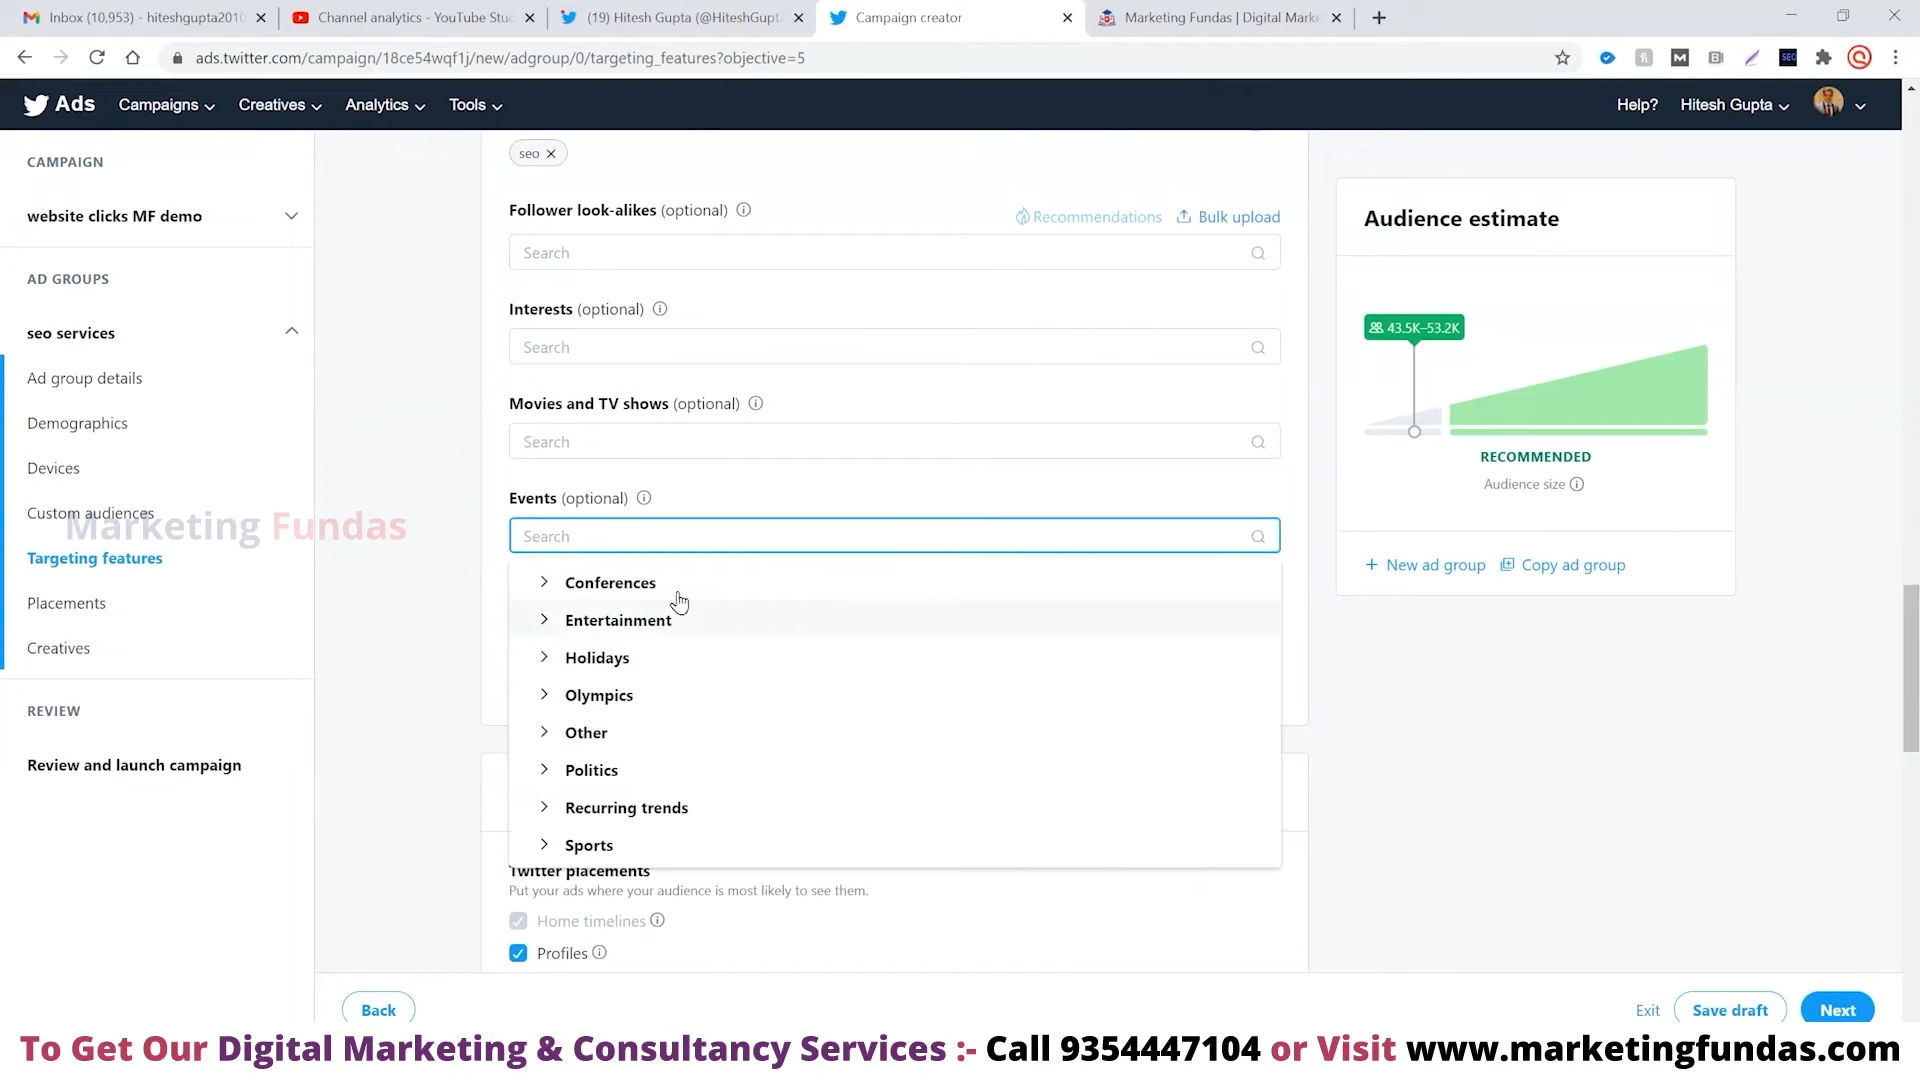 Inbox (10,953) - hiteshgupta2010
Channel analytics - YouTube Stu
(19) Hitesh Gupta (@HiteshGupt
Campaign creator
Marketing Fundas | Digital Marke
ads.twitter.com/campaign/18ce54wqf1j/new/adgroup/0/targeting_features?objective=5
Ads
Campaigns
Creatives
Analytics
Tools
Help?
Hitesh Gupta
CAMPAIGN
website clicks MF demo
AD GROUPS
seo services
Ad group details
Demographics
Devices
Custom audiences
Targeting features
Placements
Creatives
REVIEW
Review and launch campaign
Marketing Fundas
seo
Follower look-alikes (optional)
Recommendations
Bulk upload
Search
Interests (optional)
Search
Movies and TV shows (optional)
Search
Events (optional)
Search
Conferences
Entertainment
Holidays
Olympics
Other
Politics
Recurring trends
Sports
Twitter placements
Put your ads where your audience is most likely to see them.
Home timelines
Profiles
Audience estimate
43.5K–53.2K
RECOMMENDED
Audience size
+ New ad group
Copy ad group
Back
Exit
Save draft
Next
To Get Our Digital Marketing & Consultancy Services :- Call 9354447104 or Visit www.marketingfundas.com